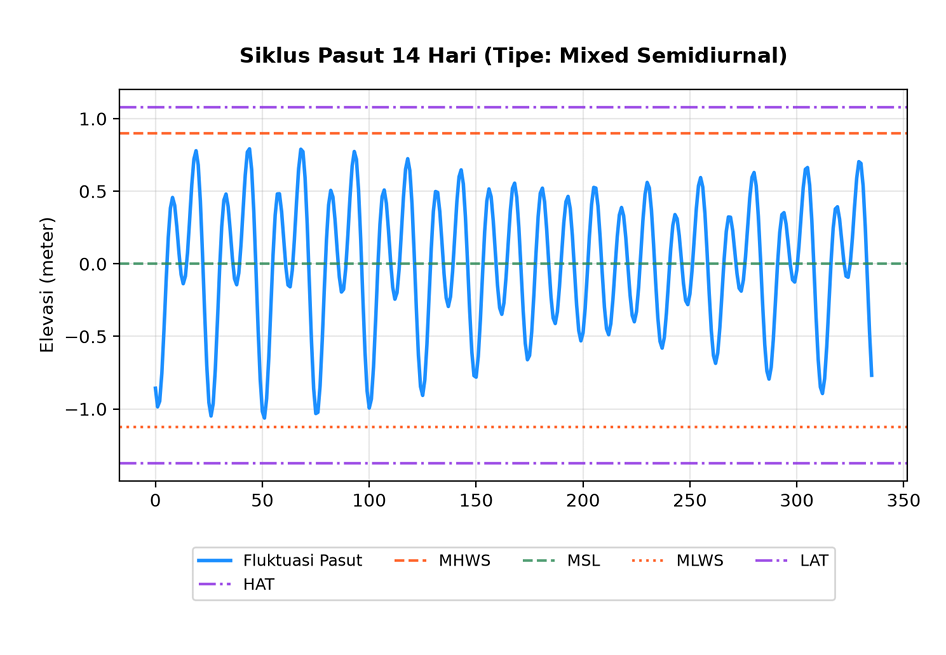 Siklus Pasut 14 Hari (Tipe: Mixed Semidiurnal)
1.0
0.5
0.0
−0.5
−1.0
Elevasi (meter)
0 50 100 150 200 250 300 350
Fluktuasi Pasut MHWS MSL MLWS LAT
HAT